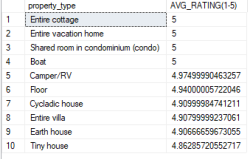 property_type AVG_RATING(1-5)
1 Entire cottage 5
2 Entire vacation home 5
3 Shared room in condominium (condo) 5
4 Boat 5
5 Camper/RV 4.97499990463257
6 Floor 4.94000005722046
7 Cycladic house 4.90999984741211
8 Entire villa 4.90799999237061
9 Earth house 4.90666659673055
10 Tiny house 4.86285720552717